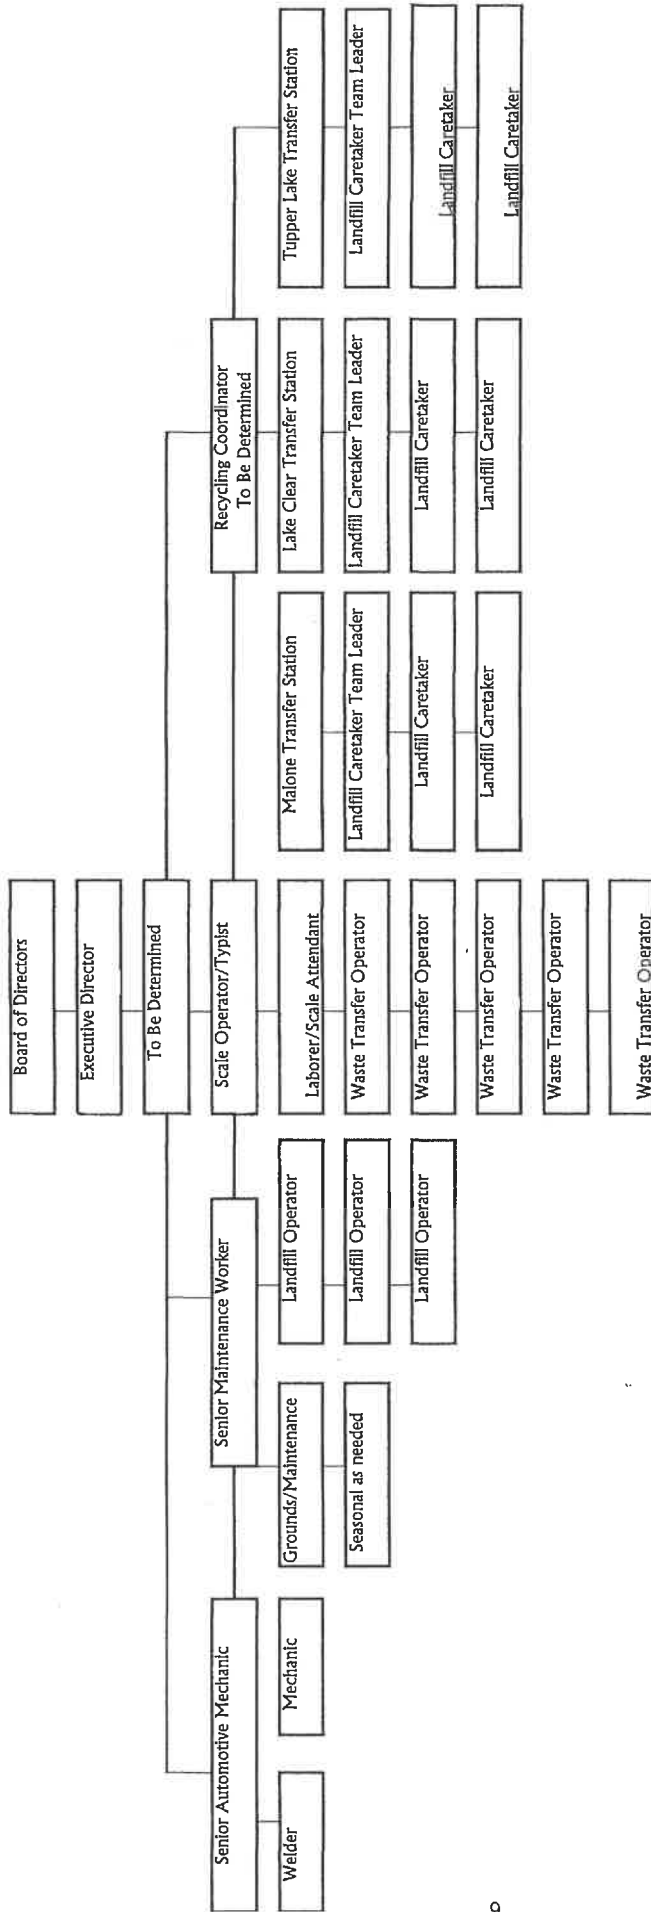 Board of Directors
Executive Director
To Be Determined
Senior Automotive Mechanic
Senior Maintenance Worker
Scale Operator/Typist
Recycling Coordinator
To Be Determined
Welder
Mechanic
Grounds/Maintenance
Seasonal as needed
Landfill Operator
Landfill Operator
Landfill Operator
Laborer/Scale Attendant
Waste Transfer Operator
Waste Transfer Operator
Waste Transfer Operator
Waste Transfer Operator
Waste Transfer Operator
Malone Transfer Station
Landfill Caretaker Team Leader
Landfill Caretaker
Landfill Caretaker
Lake Clear Transfer Station
Landfill Caretaker Team Leader
Landfill Caretaker
Landfill Caretaker
Tupper Lake Transfer Station
Landfill Caretaker Team Leader
Landfill Caretaker
Landfill Caretaker
9